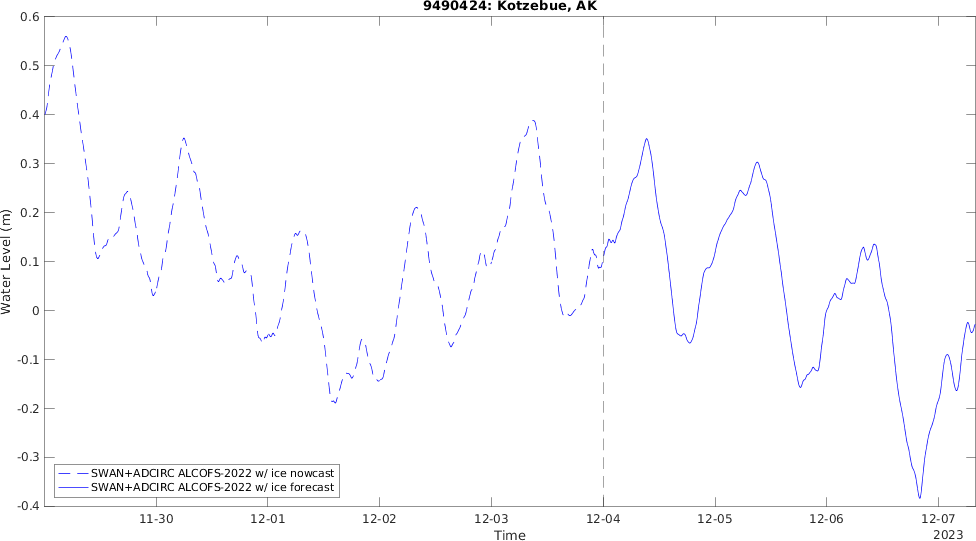 9490424: Kotzebue, AK
Water Level (m)
0.6
0.5
0.4
0.3
0.2
0.1
0
-0.1
-0.2
-0.3
-0.4
SWAN+ADCIRC ALCOFS-2022 w/ ice nowcast
SWAN+ADCIRC ALCOFS-2022 w/ ice forecast
11-30 12-01 12-02 12-03 12-04 12-05 12-06 12-07
Time
2023